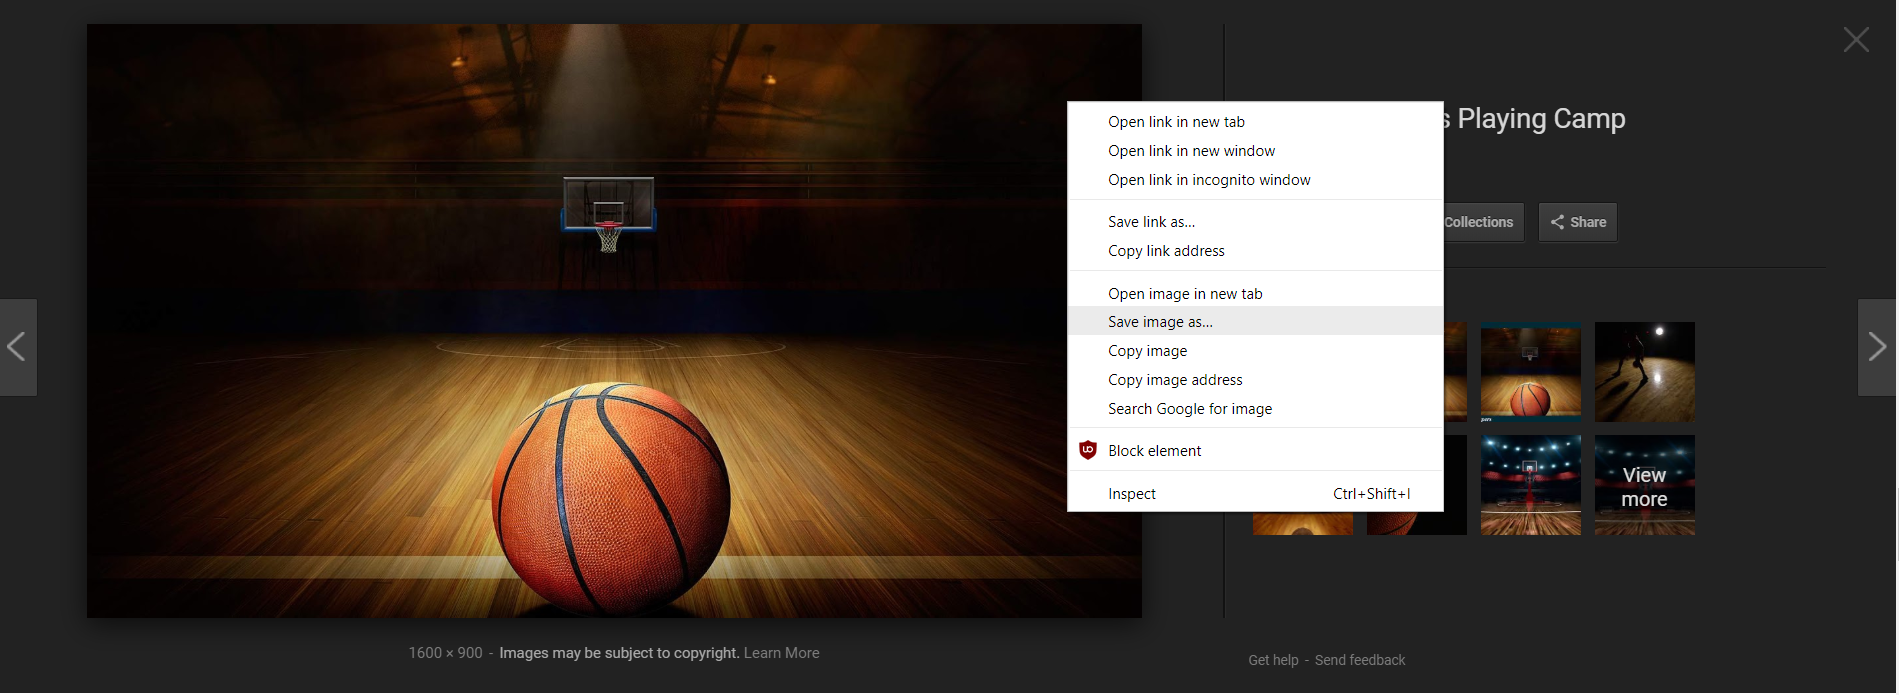 s Playing Camp
Open link in new tab
Open link in new window
Open link in incognito window
Save link as...
Copy link address
Open image in new tab
Save image as...
Copy image
Copy image address
Search Google for image
Block element
Inspect Ctrl+Shift+I
Collections
Share
View
more
1600 × 900 - Images may be subject to copyright. Learn More
Get help - Send feedback